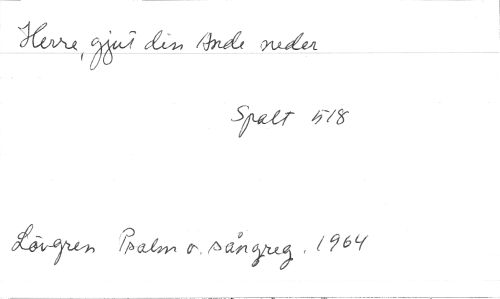 Herre, gjut din Ande neder
Spalt 518
Lövgren Psalm o. sångreg. 1964